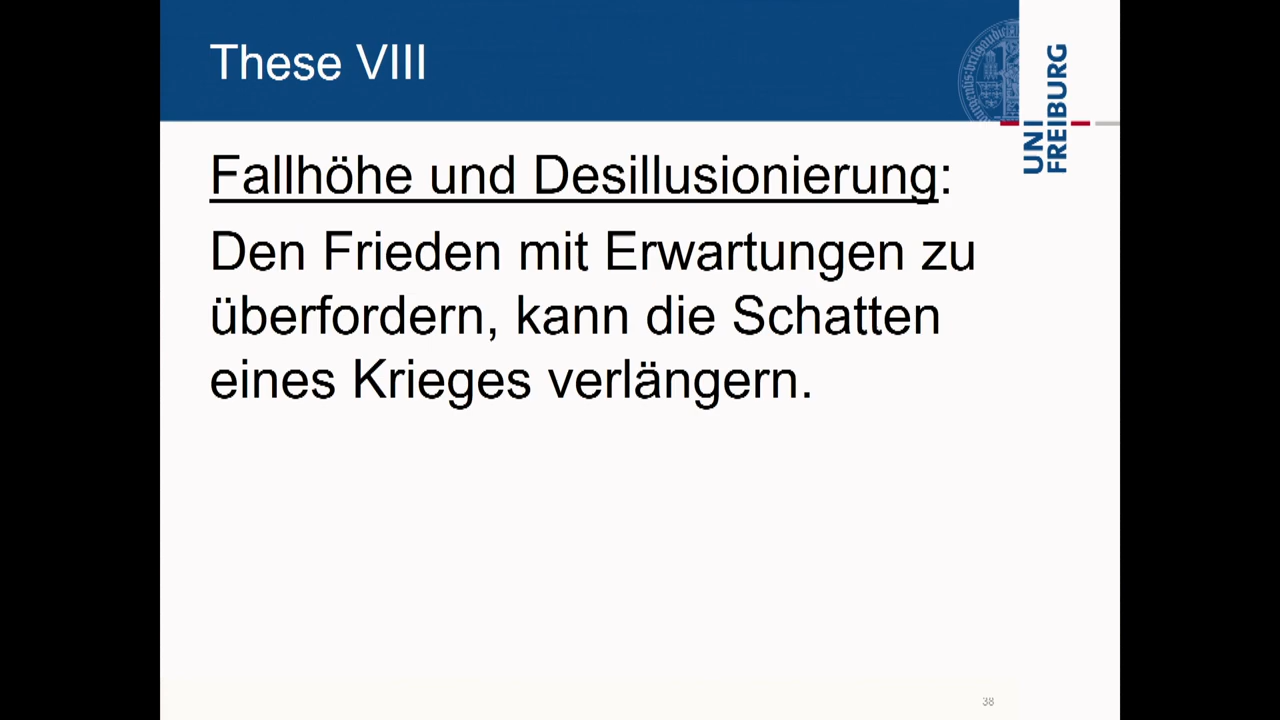 These VIII
UNI
FREIBURG
Fallhöhe und Desillusionierung:
Den Frieden mit Erwartungen zu
überfordern, kann die Schatten
eines Krieges verlängern.
38